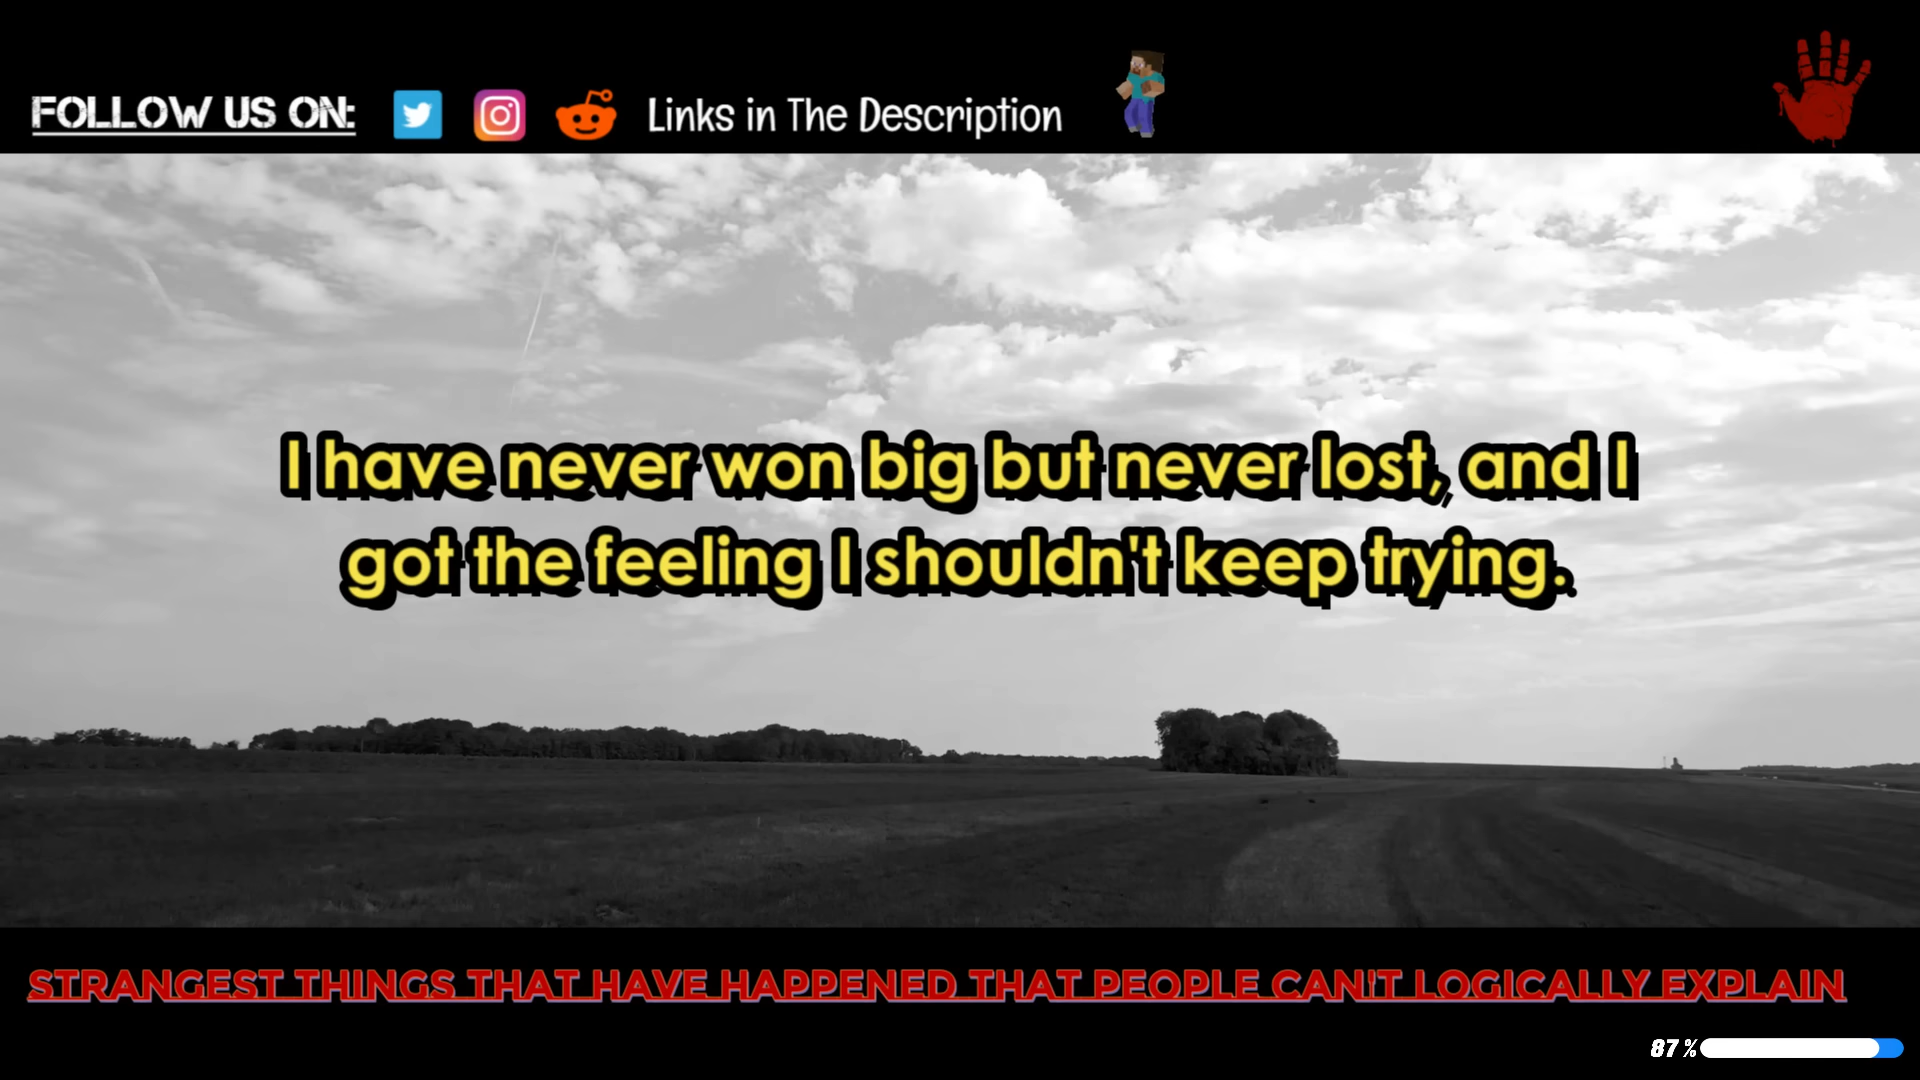 FOLLOW US ON:
Links in The Description
I have never won big but never lost, and I
got the feeling I shouldn't keep trying.
STRANGEST THINGS THAT HAVE HAPPENED THAT PEOPLE CAN'T LOGICALLY EXPLAIN
87 %